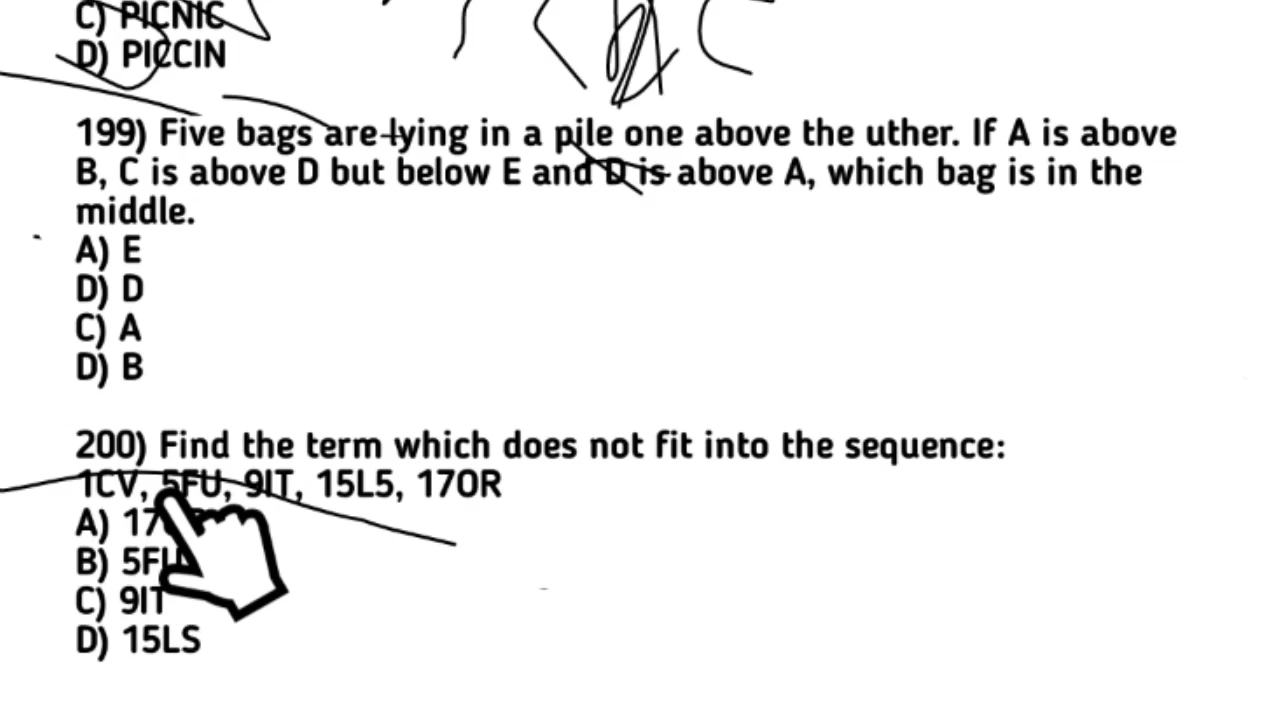 C) PICNIC
D) PICCIN
199) Five bags are lying in a pile one above the uther. If A is above
B, C is above D but below E and D is above A, which bag is in the
middle.
A) E
D) D
C) A
D) B
200) Find the term which does not fit into the sequence:
1CV, 5FU, 9IT, 15L5, 17OR
A) 17
B) 5FU
C) 9IT
D) 15LS